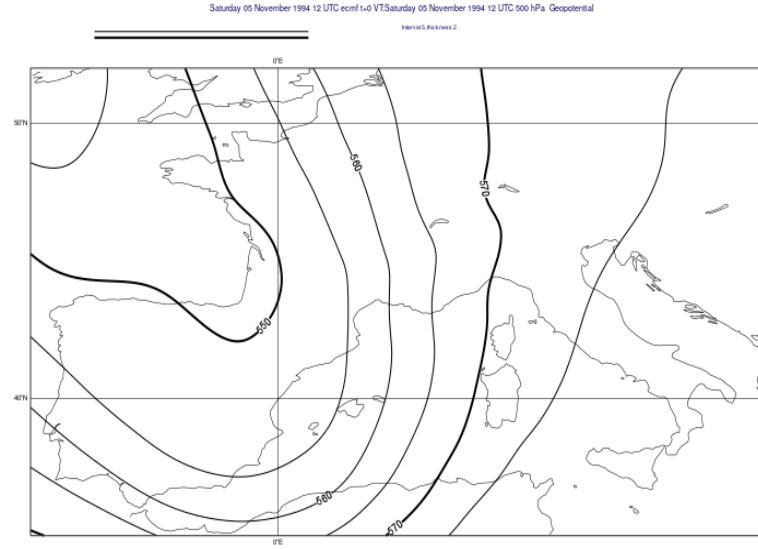 Saturday 05 November 1994 12 UTC ecmf t+0 VT:Saturday 05 November 1994 12 UTC 500 hPa Geopotential
Interval 5, thickness 2
0°E
50°N
560
570
550
40°N
560
570
0°E